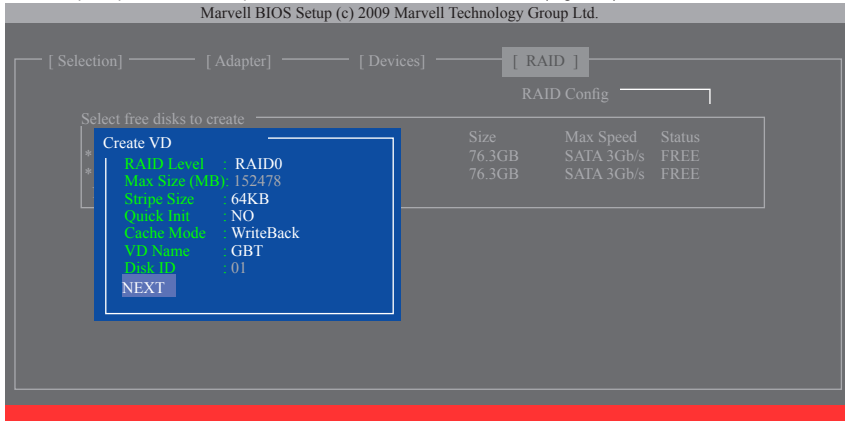 Marvell BIOS Setup (c) 2009 Marvell Technology Group Ltd.
[ Selection] [ Adapter] [ Devices] [ RAID ]
RAID Config
Select free disks to create
Size Max Speed Status
* 76.3GB SATA 3Gb/s FREE
* 76.3GB SATA 3Gb/s FREE
Create VD
RAID Level : RAID0
Max Size (MB): 152478
Stripe Size : 64KB
Quick Init : NO
Cache Mode : WriteBack
VD Name : GBT
Disk ID : 01
NEXT